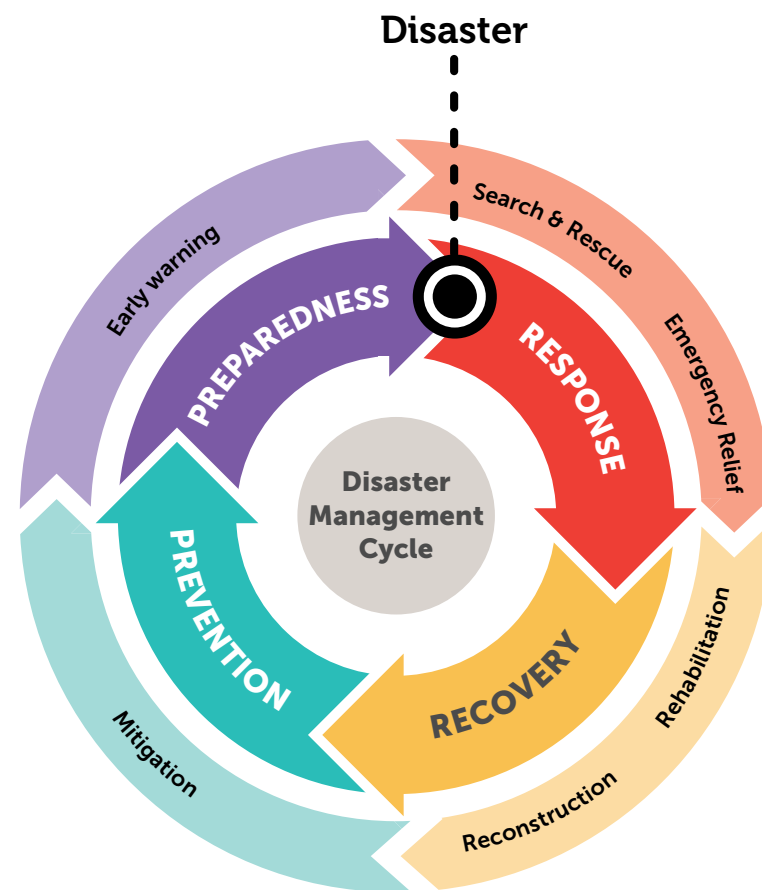 Disaster
Early warning
Search & Rescue
Emergency Relief
PREPAREDNESS
RESPONSE
Disaster
Management
Cycle
PREVENTION
RECOVERY
Rehabilitation
Reconstruction
Mitigation